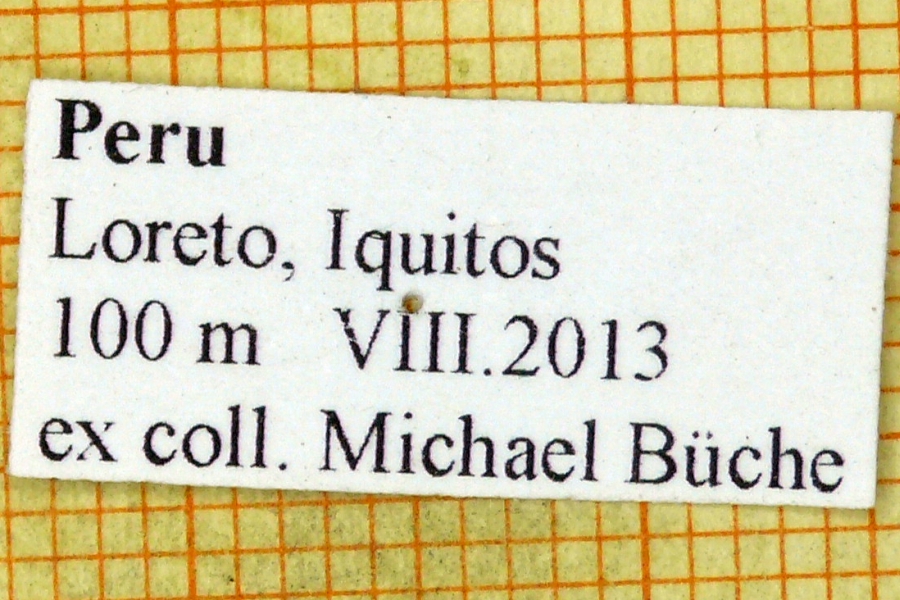 Peru
Loreto, Iquitos
100 m VIII.2013
ex coll. Michael Büche